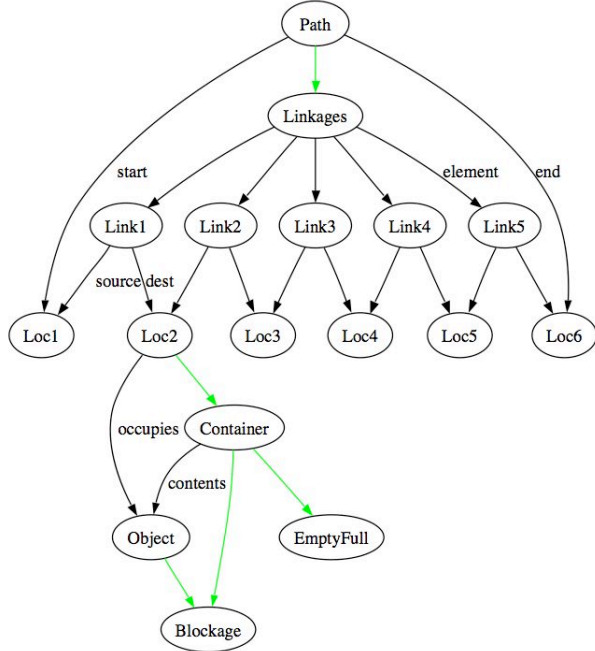 Path
Linkages
start
element
end
Link1
Link2
Link3
Link4
Link5
source
dest
Loc1
Loc2
Loc3
Loc4
Loc5
Loc6
occupies
Container
contents
Object
EmptyFull
Blockage